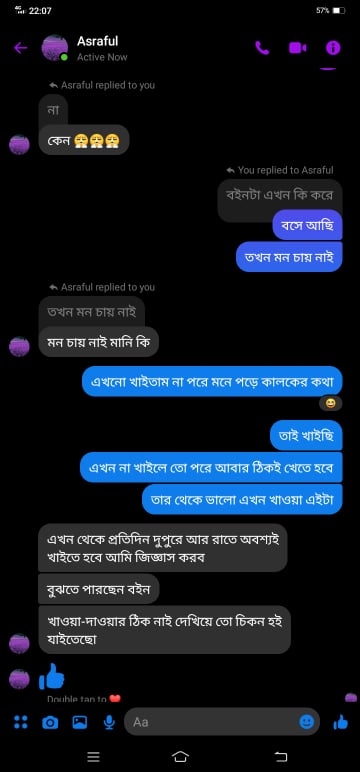 4G 22:07 57%
Asraful
Active Now
Asraful replied to you
না
কেন 😤😤😤
You replied to Asraful
বইনটা এখন কি করে
বসে আছি
তখন মন চায় নাই
Asraful replied to you
তখন মন চায় নাই
মন চায় নাই মানি কি
এখনো খাইতাম না পরে মনে পড়ে কালকের কথা
😆
তাই খাইছি
এখন না খাইলে তো পরে আবার ঠিকই খেতে হবে
তার থেকে ভালো এখন খাওয়া এইটা
এখন থেকে প্রতিদিন দুপুরে আর রাতে অবশ্যই
খাইতে হবে আমি জিজ্ঞাস করব
বুঝতে পারছেন বইন
খাওয়া-দাওয়ার ঠিক নাই দেখিয়ে তো চিকন হই
যাইতেছো
Double tap to ❤️
Aa